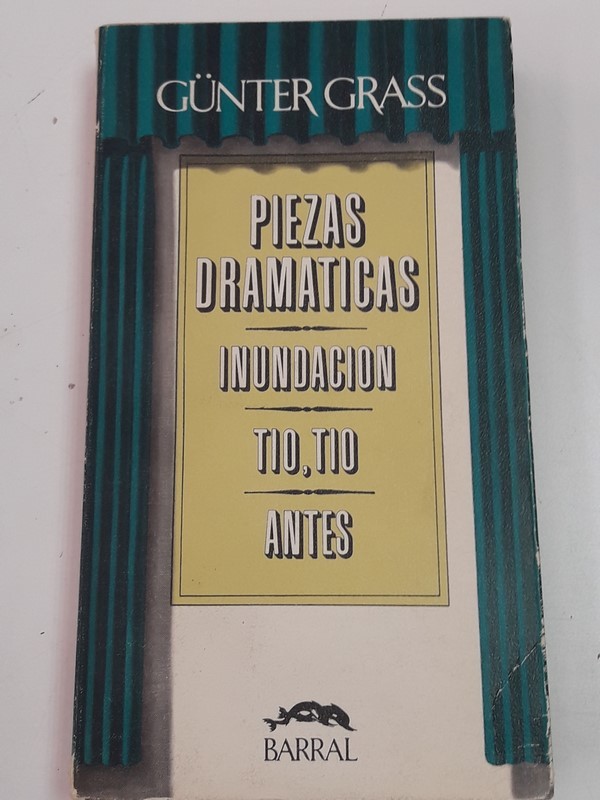 GÜNTER GRASS
PIEZAS
DRAMATICAS
INUNDACION
TIO, TIO
ANTES
BARRAL